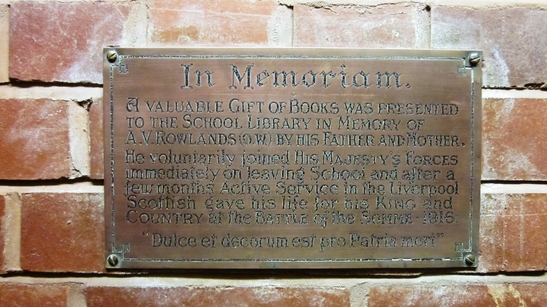 In Memoriam.
A VALUABLE GIFT OF BOOKS WAS PRESENTED
TO THE SCHOOL LIBRARY IN MEMORY OF
A.V. ROWLANDS (O.W.) BY HIS FATHER AND MOTHER.
He voluntarily joined His Majesty's Forces
immediately on leaving School and after a
few months Active Service in the Liverpool
Scottish gave his life for his King and
Country at the Battle of the Somme - 1916
"Dulce et decorum est pro Patria mori"